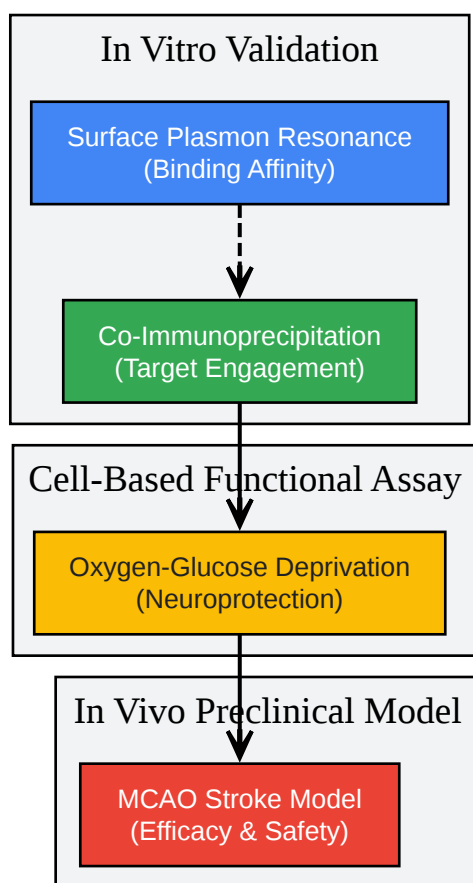 In Vitro Validation
Surface Plasmon Resonance
(Binding Affinity)
Co-Immunoprecipitation
(Target Engagement)
Cell-Based Functional Assay
Oxygen-Glucose Deprivation
(Neuroprotection)
In Vivo Preclinical Model
MCAO Stroke Model
(Efficacy & Safety)